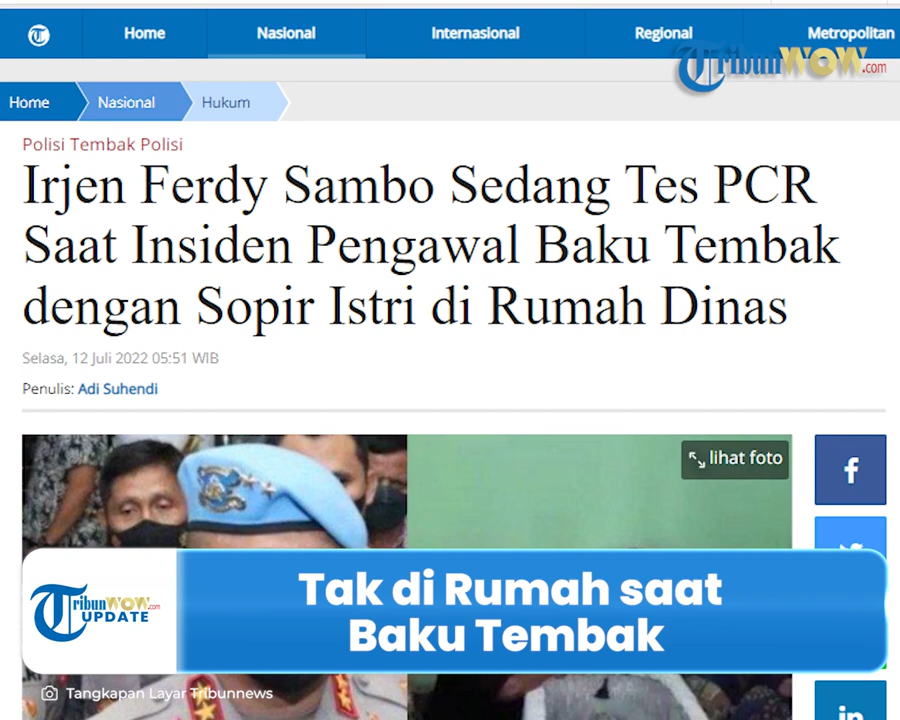 Home Nasional Internasional Regional Metropolitan
TribunWOW.com
Home Nasional Hukum
Polisi Tembak Polisi
Irjen Ferdy Sambo Sedang Tes PCR
Saat Insiden Pengawal Baku Tembak
dengan Sopir Istri di Rumah Dinas
Selasa, 12 Juli 2022 05:51 WIB
Penulis: Adi Suhendi
lihat foto
f
TribunWOW.com
UPDATE
Tak di Rumah saat
Baku Tembak
Tangkapan Layar Tribunnews
in